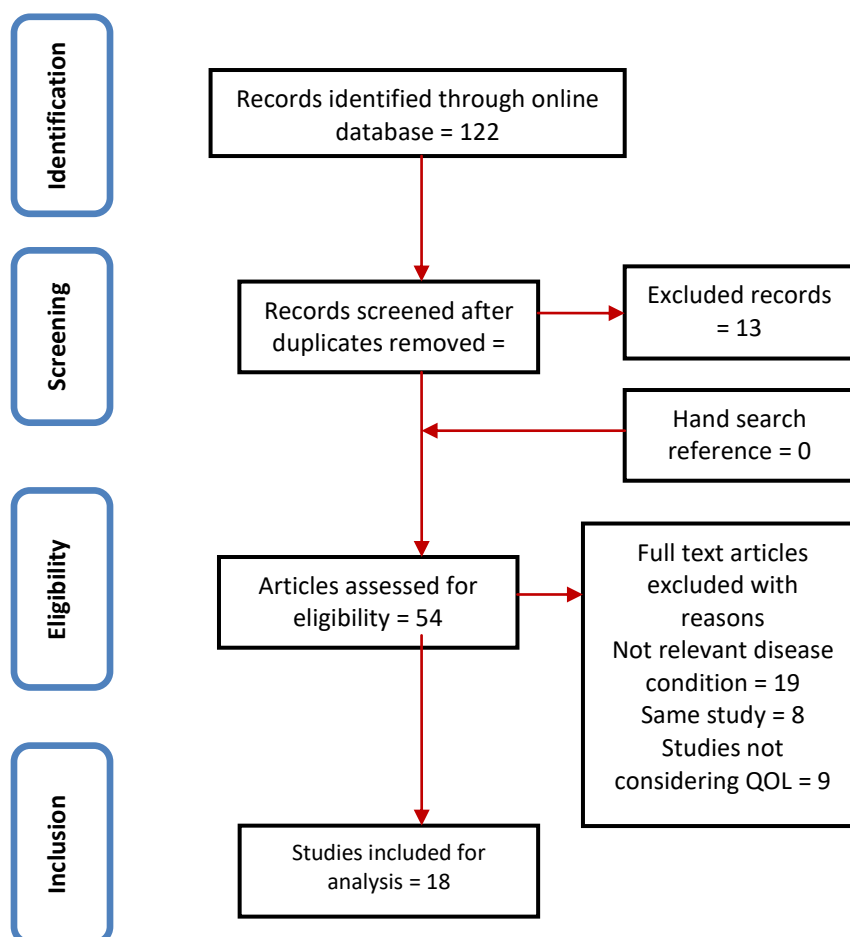 Identification
Records identified through online
database = 122
Screening
Records screened after
duplicates removed =
Excluded records
= 13
Hand search
reference = 0
Eligibility
Articles assessed for
eligibility = 54
Full text articles
excluded with
reasons
Not relevant disease
condition = 19
Same study = 8
Studies not
considering QOL = 9
Inclusion
Studies included for
analysis = 18